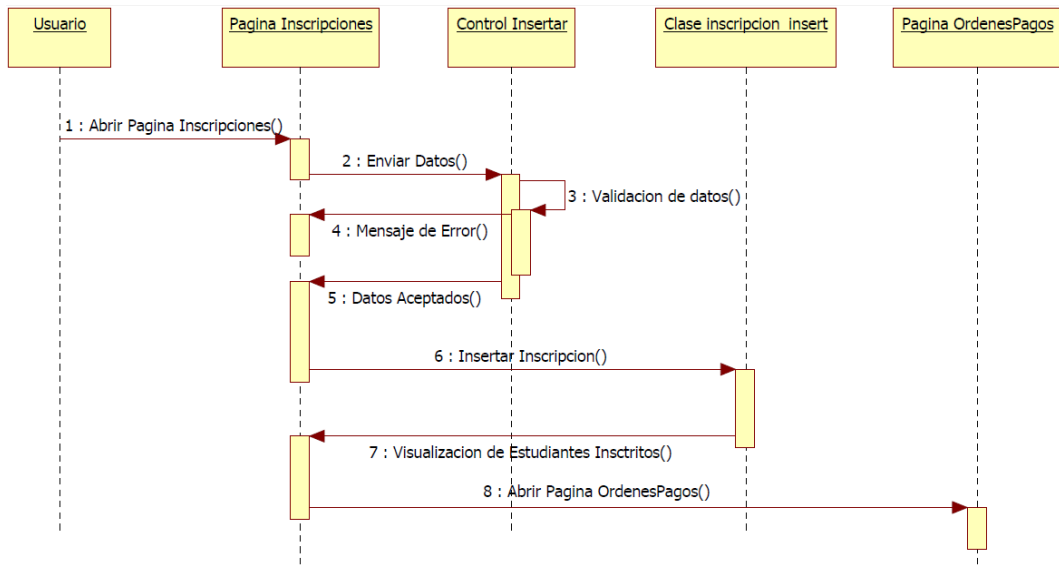 Usuario
Pagina Inscripciones
Control Insertar
Clase inscripcion_insert
Pagina OrdenesPagos
1 : Abrir Pagina Inscripciones()
2 : Enviar Datos()
3 : Validacion de datos()
4 : Mensaje de Error()
5 : Datos Aceptados()
6 : Insertar Inscripcion()
7 : Visualizacion de Estudiantes Insctritos()
8 : Abrir Pagina OrdenesPagos()